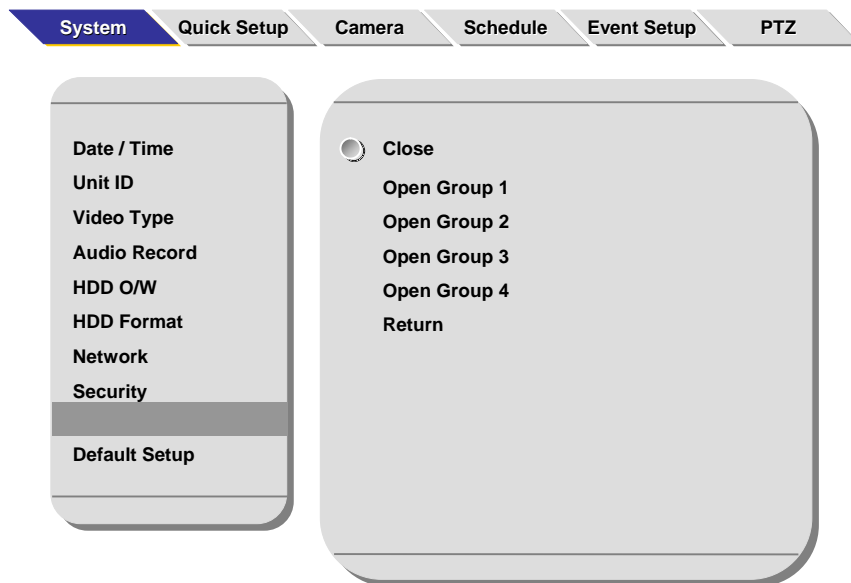 System Quick Setup Camera Schedule Event Setup PTZ
Date / Time
Unit ID
Video Type
Audio Record
HDD O/W
HDD Format
Network
Security
Default Setup
Close
Open Group 1
Open Group 2
Open Group 3
Open Group 4
Return